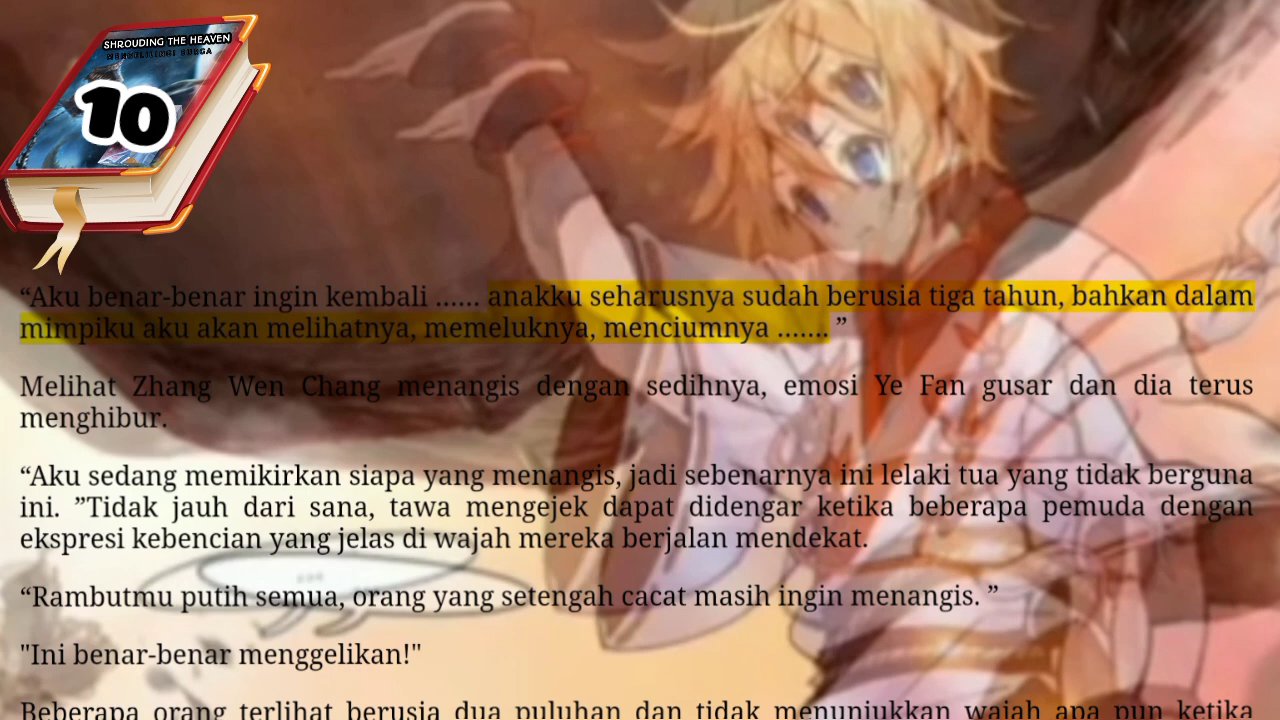 SHROUDING THE HEAVEN
10
“Aku benar-benar ingin kembali …… anakku seharusnya sudah berusia tiga tahun, bahkan dalam
mimpiku aku akan melihatnya, memeluknya, menciumnya ……. ”
Melihat Zhang Wen Chang menangis dengan sedihnya, emosi Ye Fan gusar dan dia terus
menghibur.
“Aku sedang memikirkan siapa yang menangis, jadi sebenarnya ini lelaki tua yang tidak berguna
ini. ”Tidak jauh dari sana, tawa mengejek dapat didengar ketika beberapa pemuda dengan
ekspresi kebencian yang jelas di wajah mereka berjalan mendekat.
“Rambutmu putih semua, orang yang setengah cacat masih ingin menangis. ”
"Ini benar-benar menggelikan!"
Beberapa orang terlihat berusia dua puluhan dan tidak menunjukkan wajah apa pun ketika